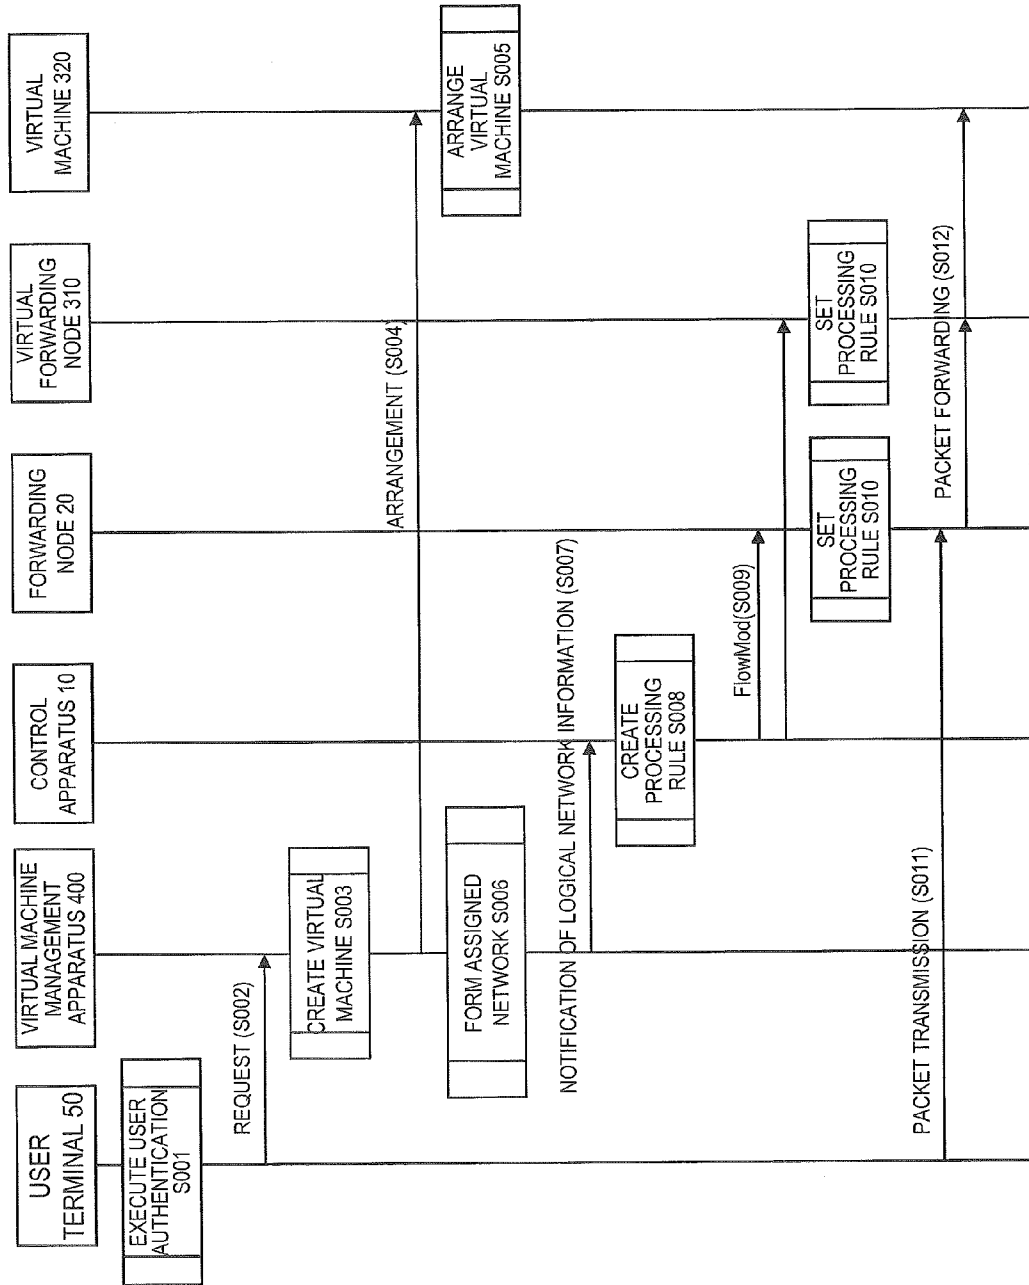 USER
TERMINAL 50
VIRTUAL MACHINE
MANAGEMENT
APPARATUS 400
CONTROL
APPARATUS 10
FORWARDING
NODE 20
VIRTUAL
FORWARDING
NODE 310
VIRTUAL
MACHINE 320
EXECUTE USER
AUTHENTICATION
S001
REQUEST (S002)
CREATE VIRTUAL
MACHINE S003
ARRANGEMENT (S004)
ARRANGE
VIRTUAL
MACHINE S005
FORM ASSIGNED
NETWORK S006
NOTIFICATION OF LOGICAL NETWORK INFORMATION (S007)
CREATE
PROCESSING
RULE S008
FlowMod(S009)
SET
PROCESSING
RULE S010
SET
PROCESSING
RULE S010
PACKET TRANSMISSION (S011)
PACKET FORWARDING (S012)